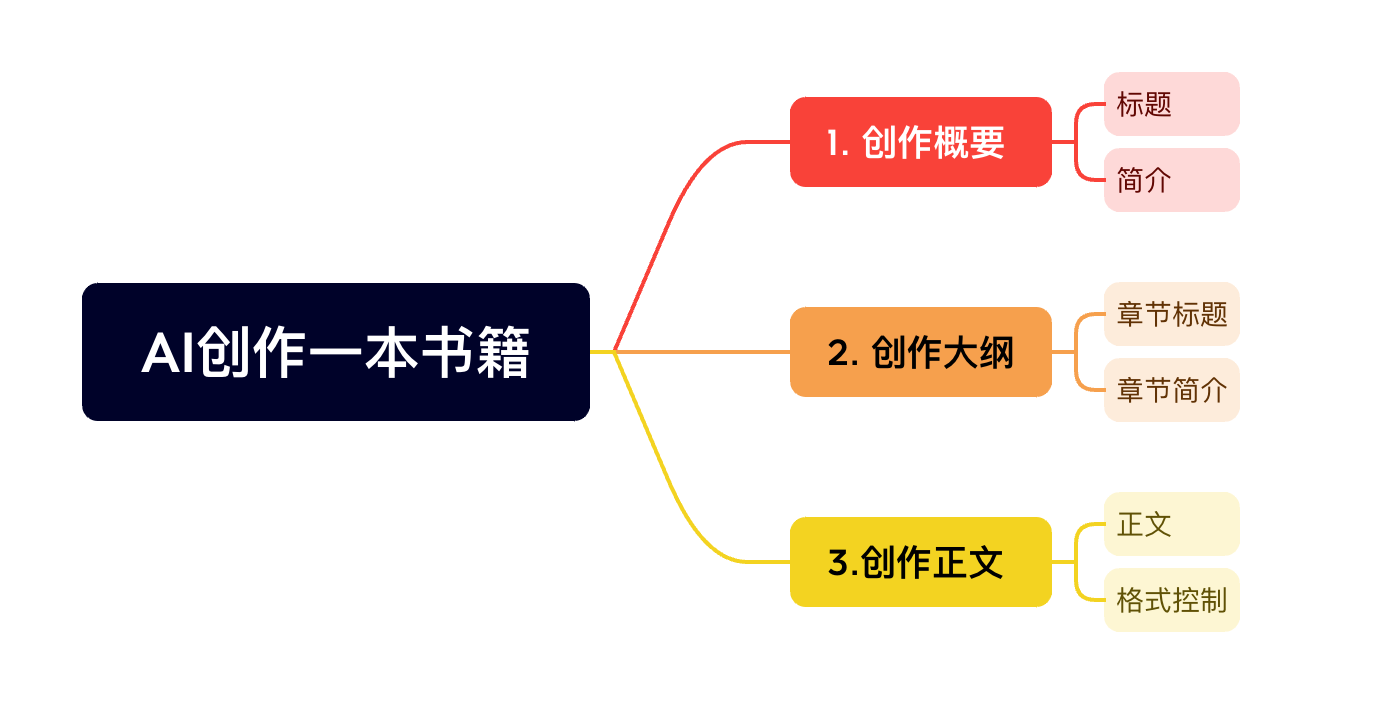 AI创作一本书籍
1. 创作概要
标题
简介
2. 创作大纲
章节标题
章节简介
3.创作正文
正文
格式控制